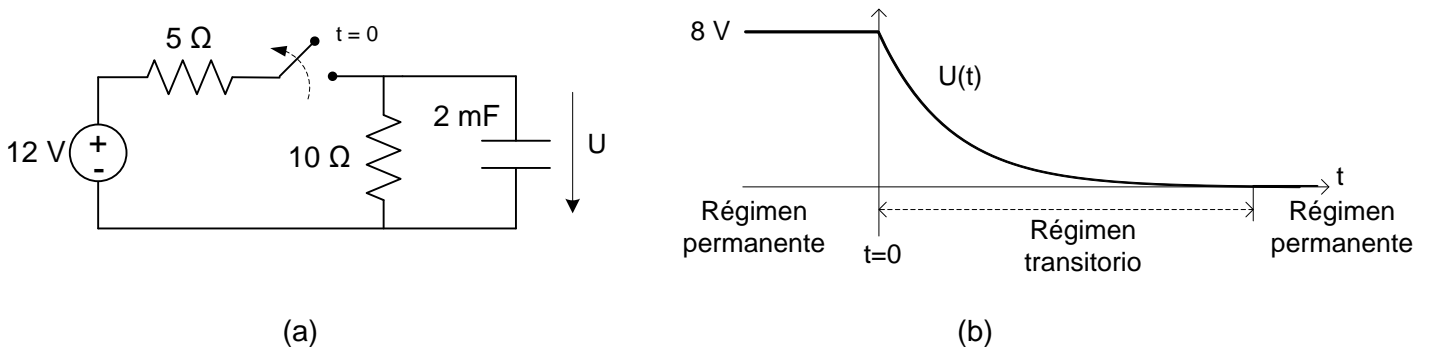 5 Ω
t = 0
12 V
+
-
10 Ω
2 mF
U
(a)
8 V
U(t)
t
Régimen
permanente
t=0
Régimen
transitorio
Régimen
permanente
(b)